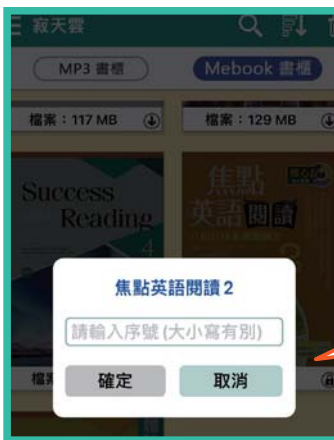 寂天雲
MP3 書櫃
Mebook 書櫃
檔案：117 MB
檔案：129 MB
Success
Reading
4
焦點
英語閱讀
焦點英語閱讀 2
請輸入序號 (大小寫有別)
確定
取消
檔